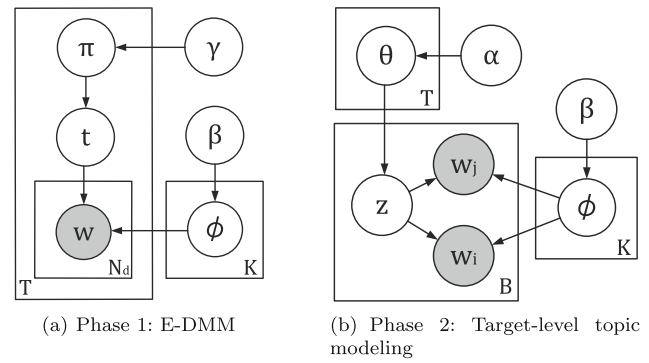 π
γ
t
β
w
ϕ
N_d
K
T
(a) Phase 1: E-DMM
θ
α
T
β
w_j
z
ϕ
w_i
K
B
(b) Phase 2: Target-level topic
modeling